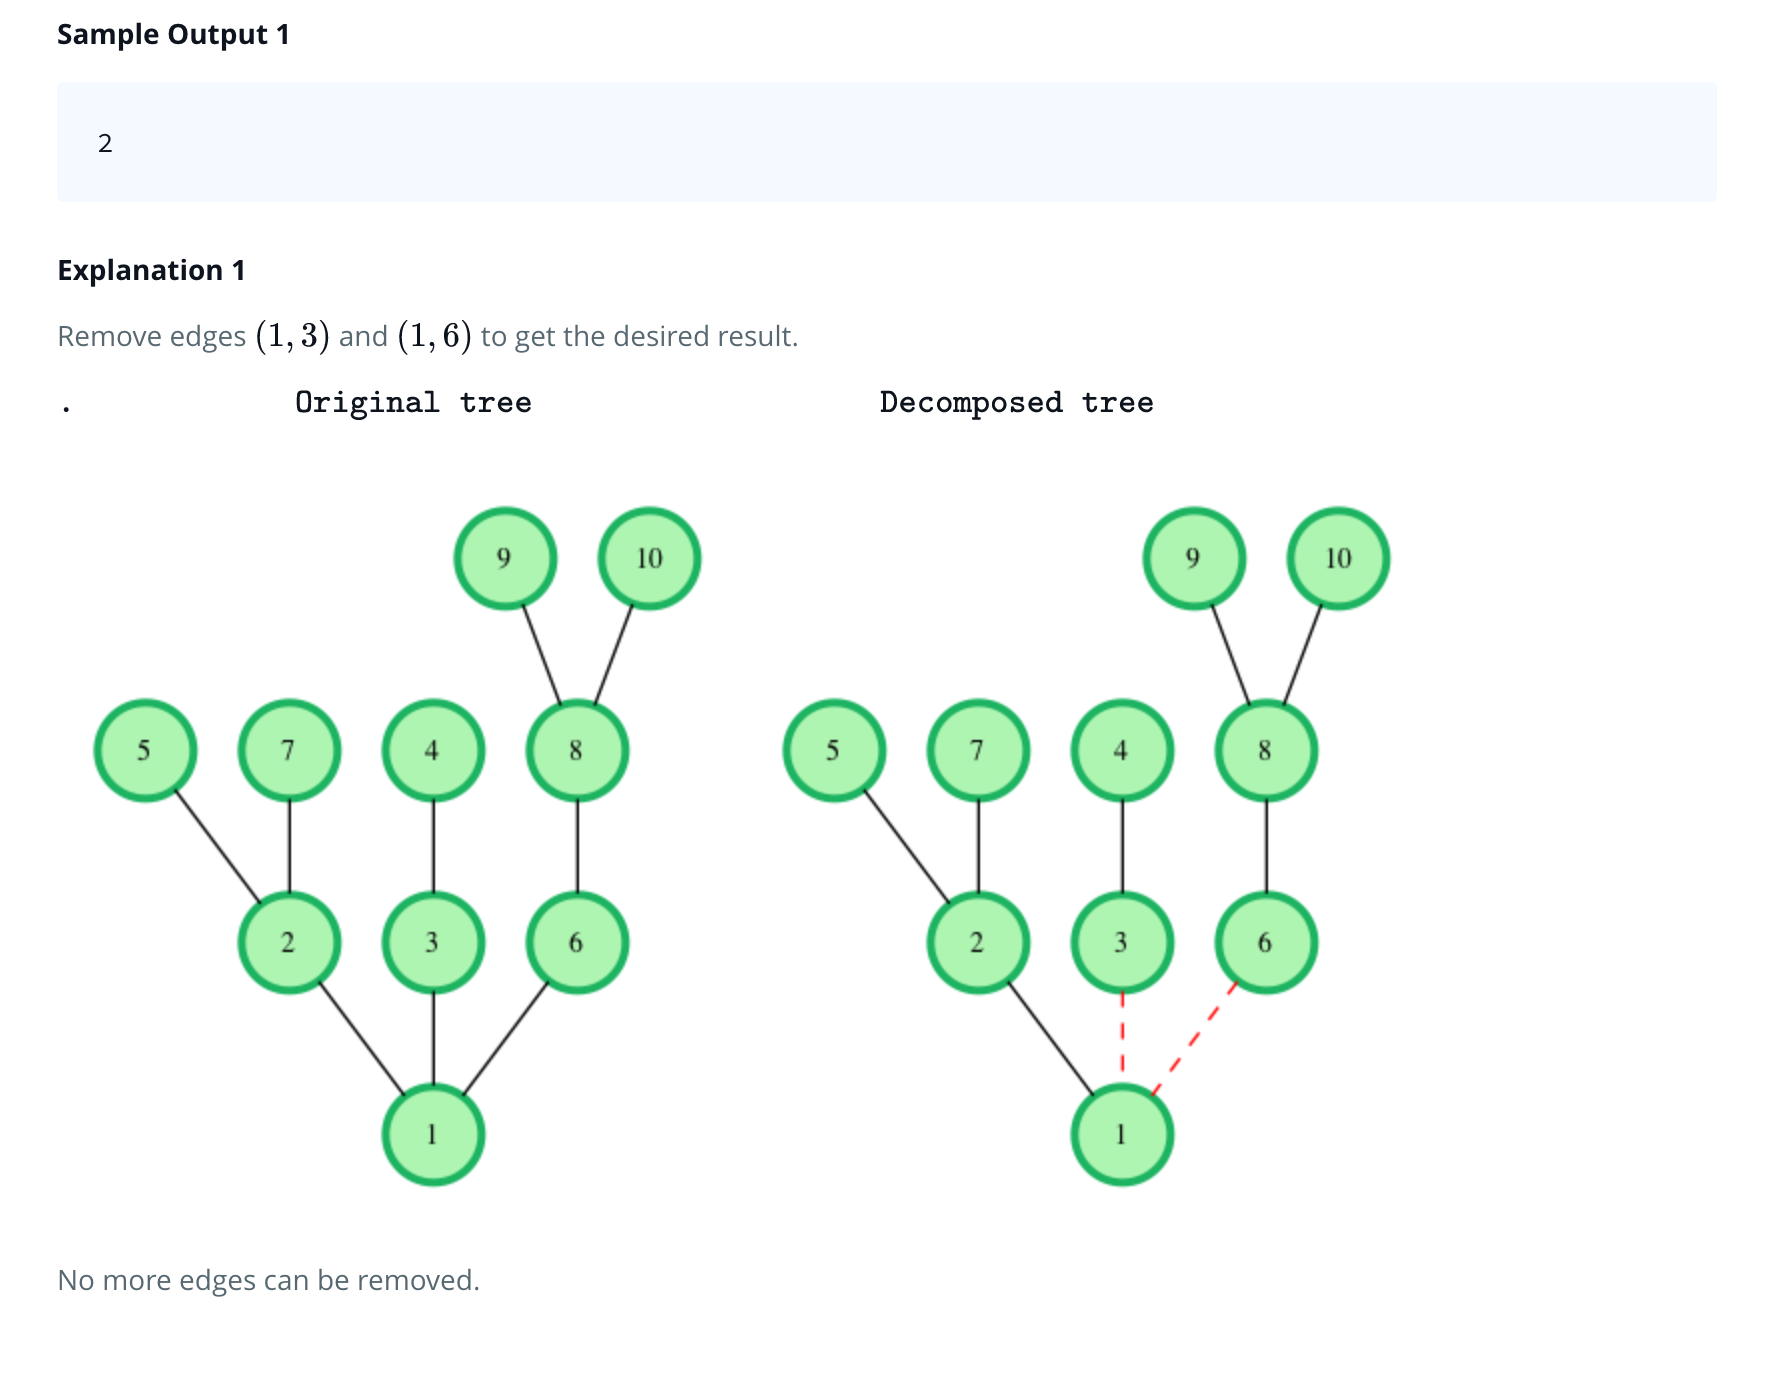 Sample Output 1
2
Explanation 1
Remove edges (1, 3) and (1, 6) to get the desired result.
. Original tree Decomposed tree
9 10 9 10
5 7 4 8 5 7 4 8
2 3 6 2 3 6
1 1
No more edges can be removed.